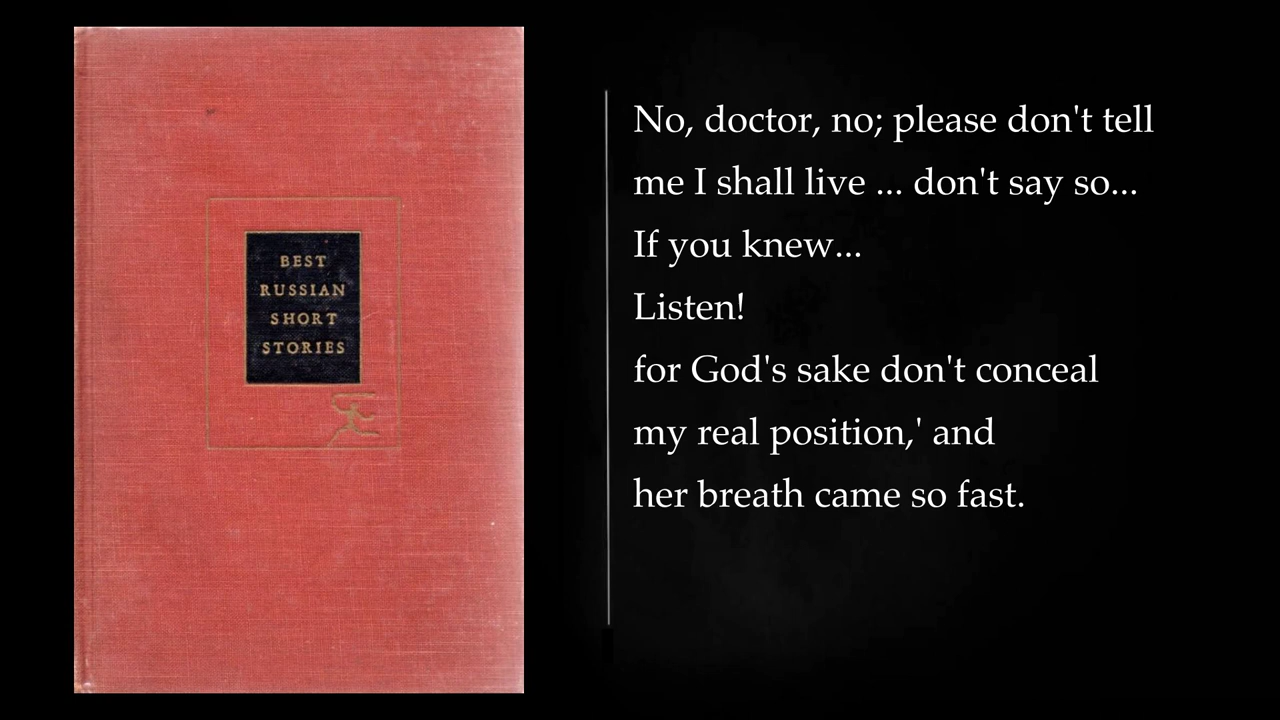 BEST
RUSSIAN
SHORT
STORIES
No, doctor, no; please don't tell
me I shall live ... don't say so...
If you knew...
Listen!
for God's sake don't conceal
my real position,' and
her breath came so fast.